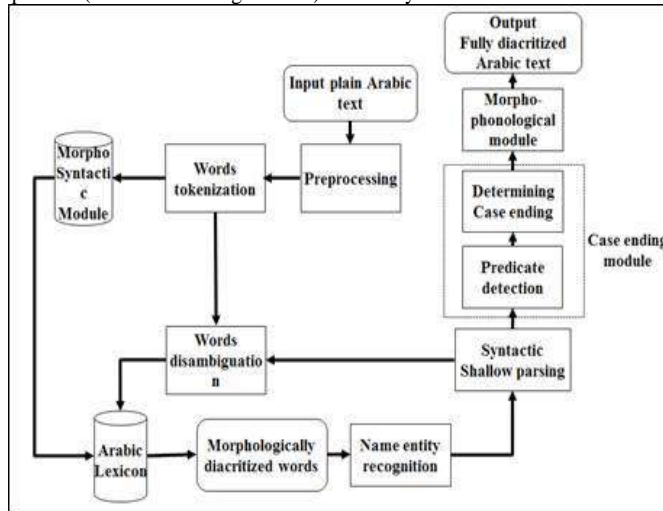 Output
Fully diacritized
Arabic text
Input plain Arabic
text
Morpho-
phonological
module
Morpho
Syntacti
c
Module
Words
tokenization
Preprocessing
Determining
Case ending
Case ending
module
Predicate
detection
Words
disambiguatio
n
Syntactic
Shallow parsing
Arabic
Lexicon
Morphologically
diacritized words
Name entity
recognition